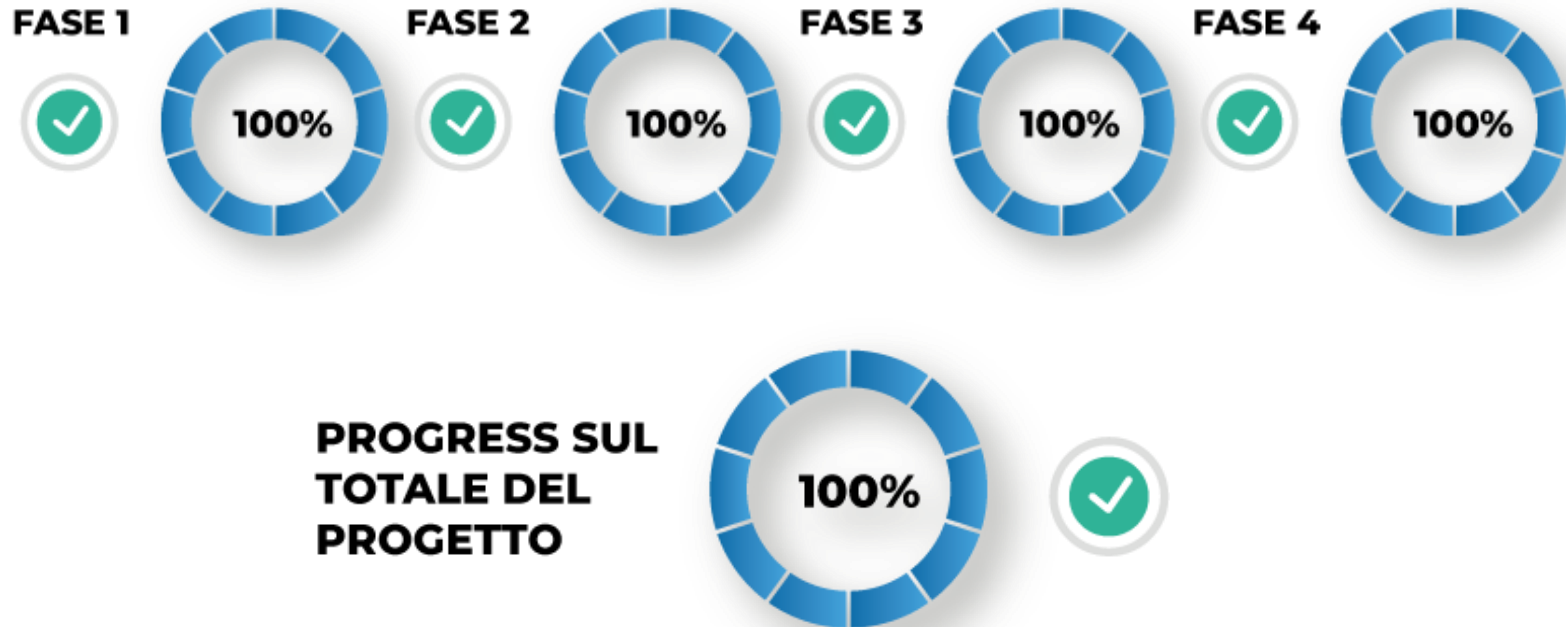 FASE 1
FASE 2
FASE 3
FASE 4
100%
100%
100%
100%
PROGRESS SUL
TOTALE DEL
PROGETTO
100%